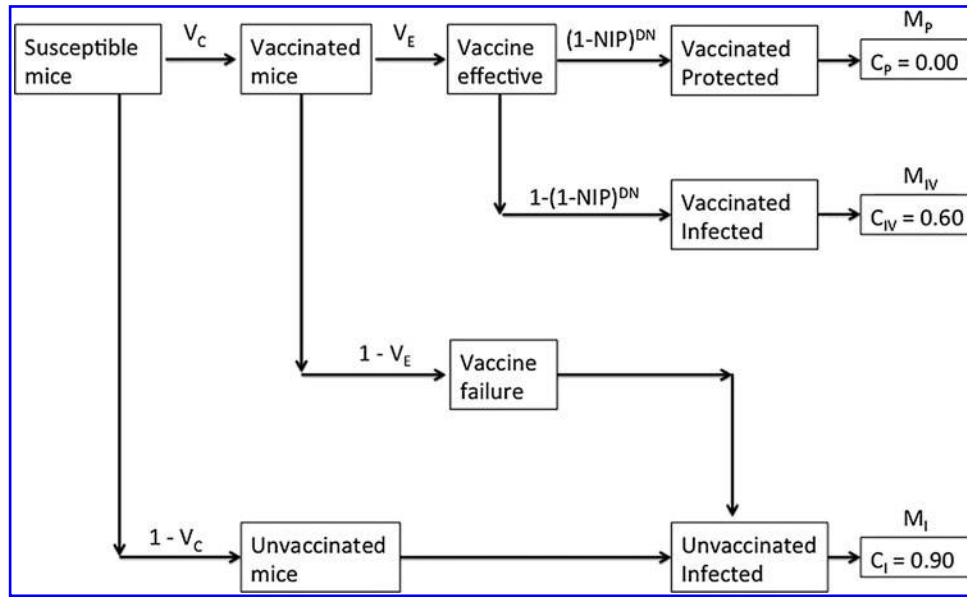 Susceptible
mice
V_C
Vaccinated
mice
V_E
Vaccine
effective
(1-NIP)^DN
Vaccinated
Protected
M_P
C_P = 0.00
1-(1-NIP)^DN
Vaccinated
Infected
M_IV
C_IV = 0.60
1 - V_E
Vaccine
failure
1 - V_C
Unvaccinated
mice
Unvaccinated
Infected
M_I
C_I = 0.90